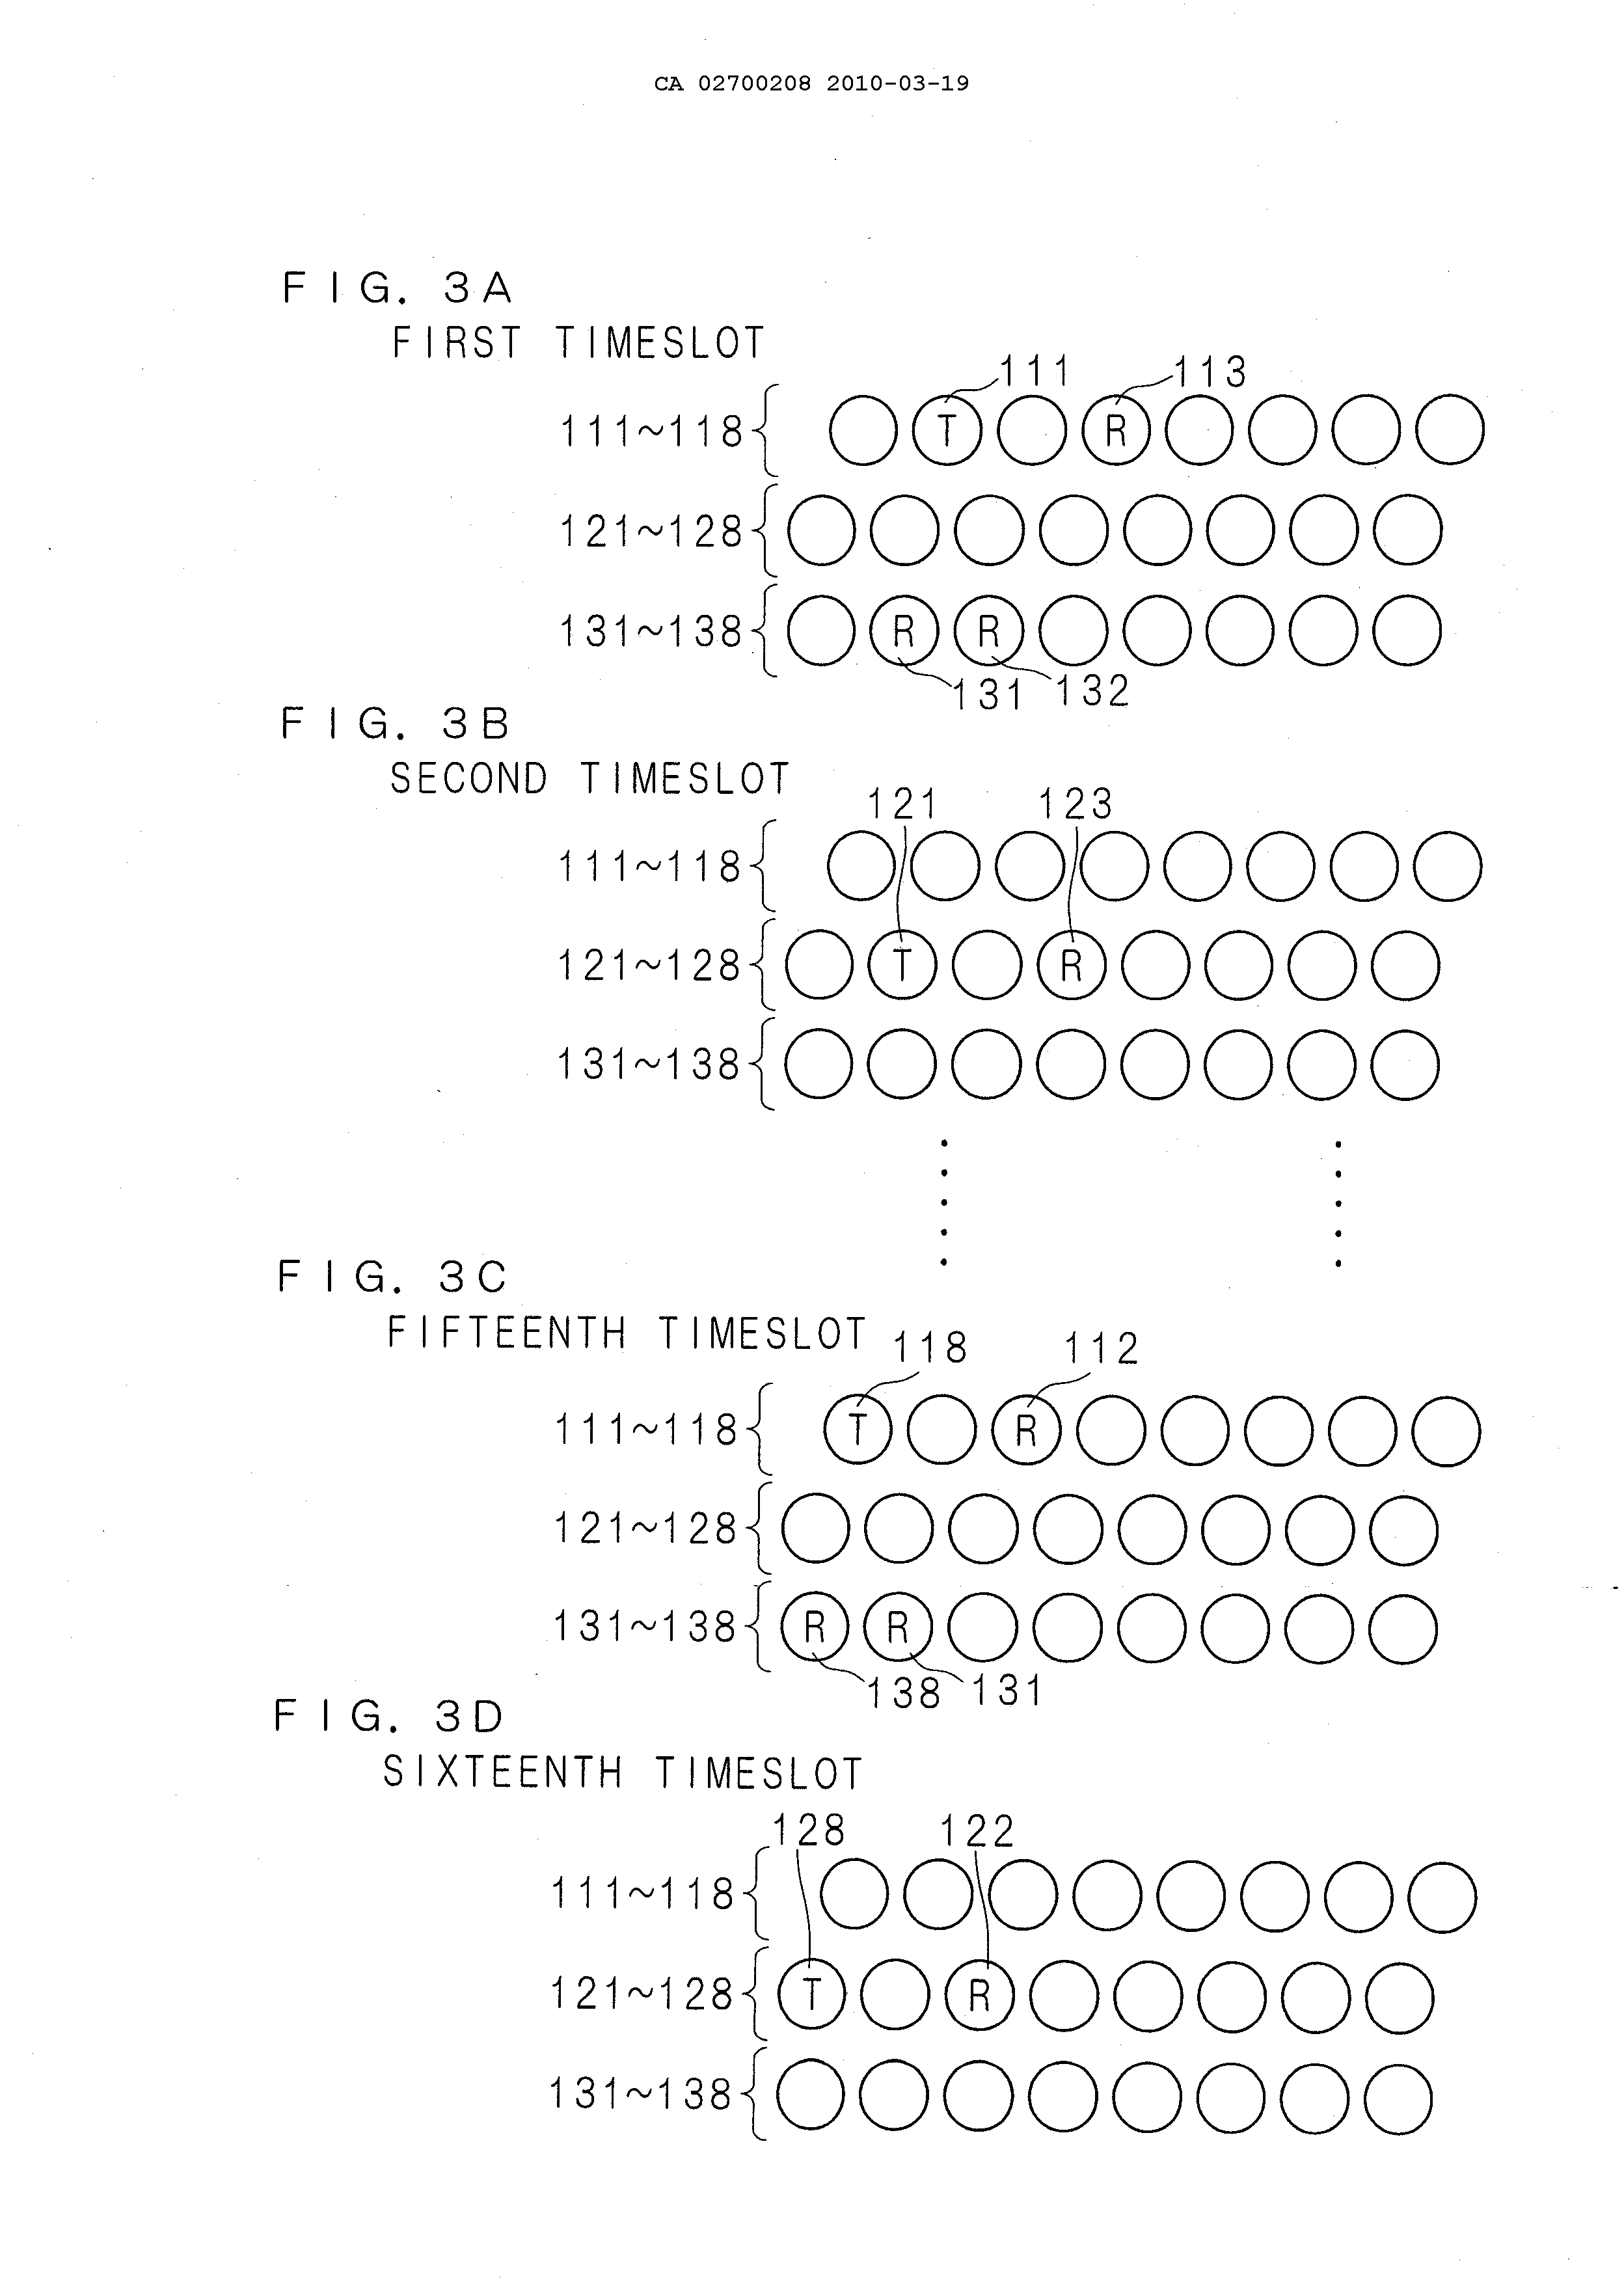 CA 02700208 2010-03-19
FIG. 3A
FIRST TIMESLOT
111 113
111~118 T R
121~128
131~138 R R
131 132
FIG. 3B
SECOND TIMESLOT
121 123
111~118
121~128 T R
131~138
FIG. 3C
FIFTEENTH TIMESLOT
118 112
111~118 T R
121~128
131~138 R R
138 131
FIG. 3D
SIXTEENTH TIMESLOT
128 122
111~118
121~128 T R
131~138